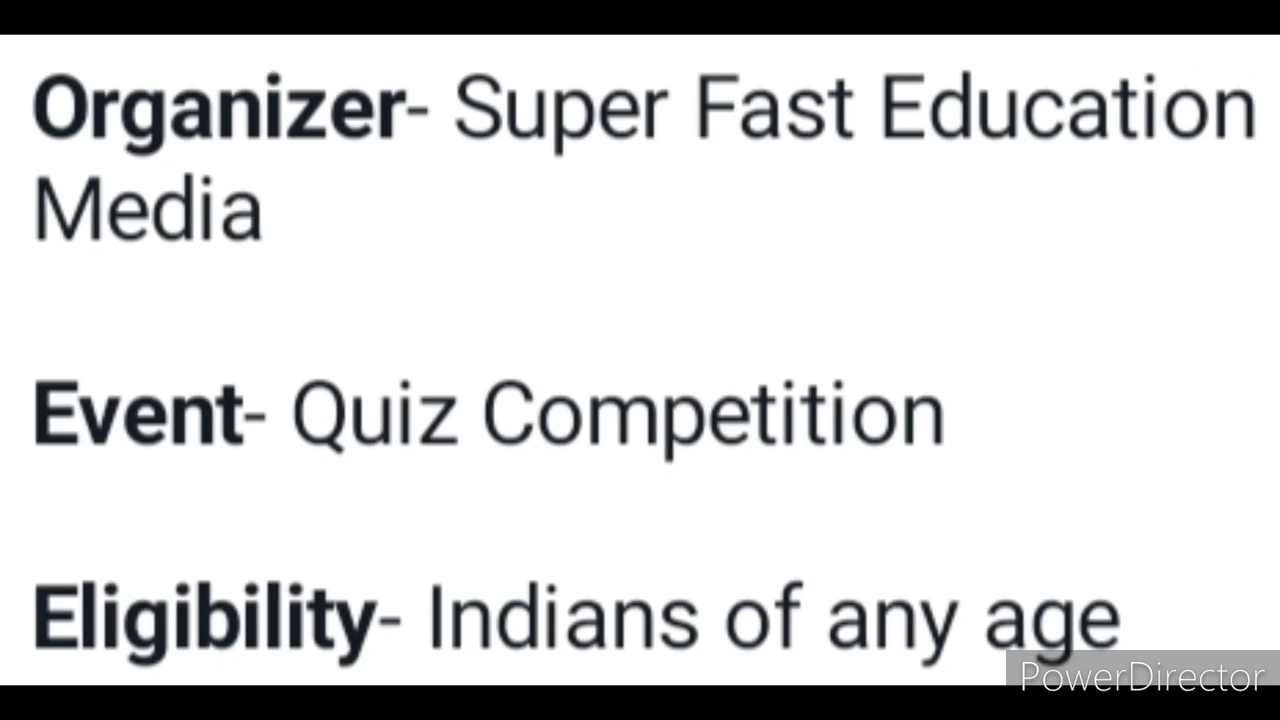 Organizer- Super Fast Education
Media
Event- Quiz Competition
Eligibility- Indians of any age
PowerDirector